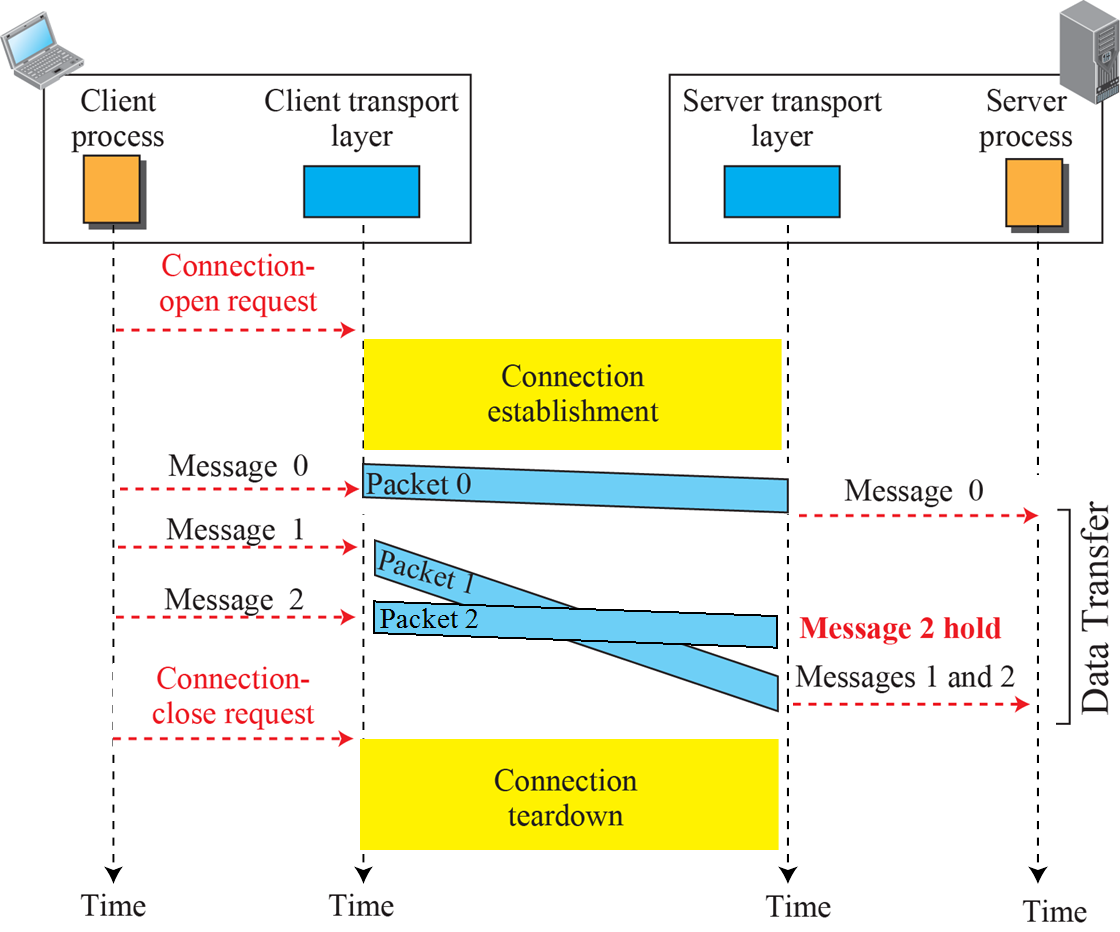 Client
process
Client transport
layer
Server transport
layer
Server
process
Connection-
open request
Connection
establishment
Message 0
Packet 0
Message 0
Message 1
Packet 1
Message 2
Packet 2
Message 2 hold
Messages 1 and 2
Data Transfer
Connection-
close request
Connection
teardown
Time
Time
Time
Time